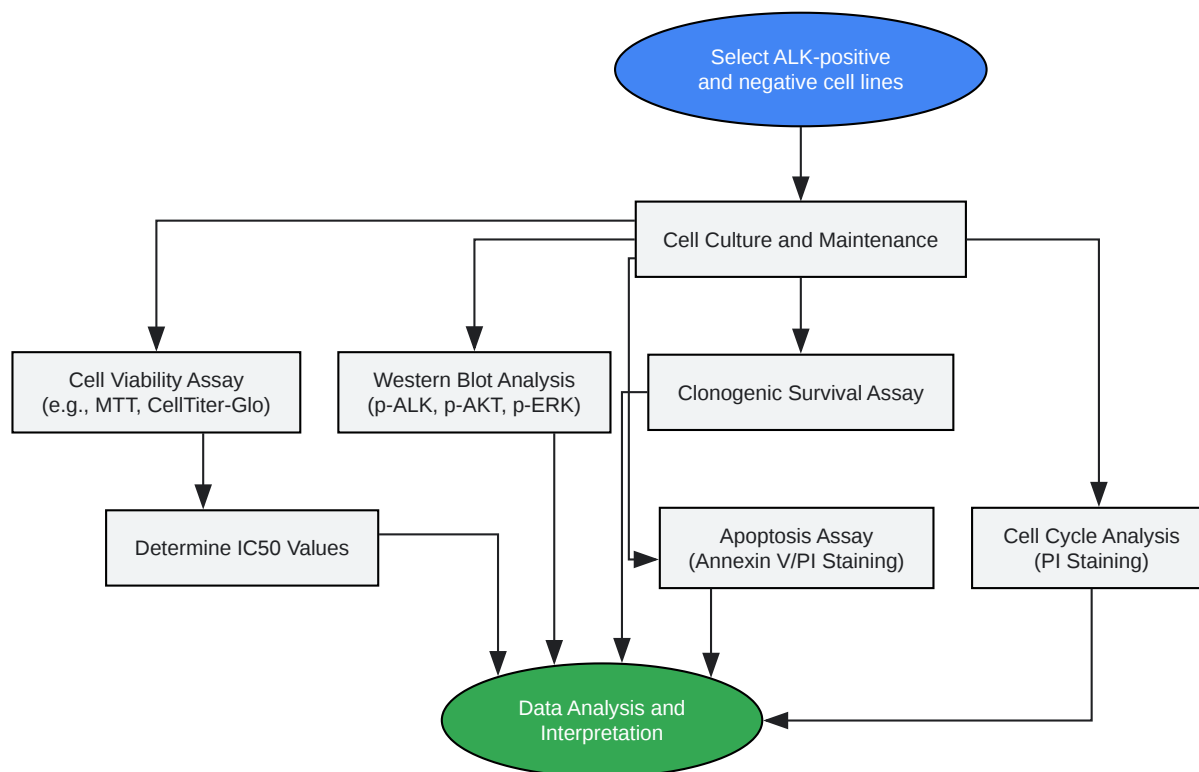 Select ALK-positive
and negative cell lines
Cell Culture and Maintenance
Cell Viability Assay
(e.g., MTT, CellTiter-Glo)
Western Blot Analysis
(p-ALK, p-AKT, p-ERK)
Clonogenic Survival Assay
Determine IC50 Values
Apoptosis Assay
(Annexin V/PI Staining)
Cell Cycle Analysis
(PI Staining)
Data Analysis and
Interpretation